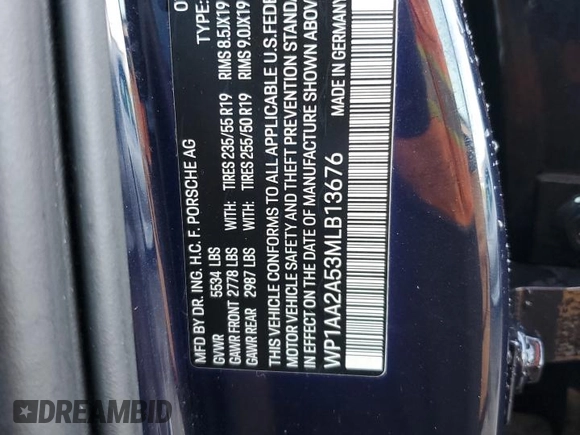 MFD BY DR. ING. H.C. F. PORSCHE AG
GVWR 5534 LBS
GAWR FRONT 2778 LBS WITH: TIRES 235/55 R19 RIMS 8.5JX19
GAWR REAR 2987 LBS WITH: TIRES 255/50 R19 RIMS 9.0JX19
THIS VEHICLE CONFORMS TO ALL APPLICABLE U.S. FEDE
MOTOR VEHICLE SAFETY AND THEFT PREVENTION STANDA
IN EFFECT ON THE DATE OF MANUFACTURE SHOWN ABOV
WP1AA2A53MLB13676 MADE IN GERMANY
TYPE:
DREAMBID